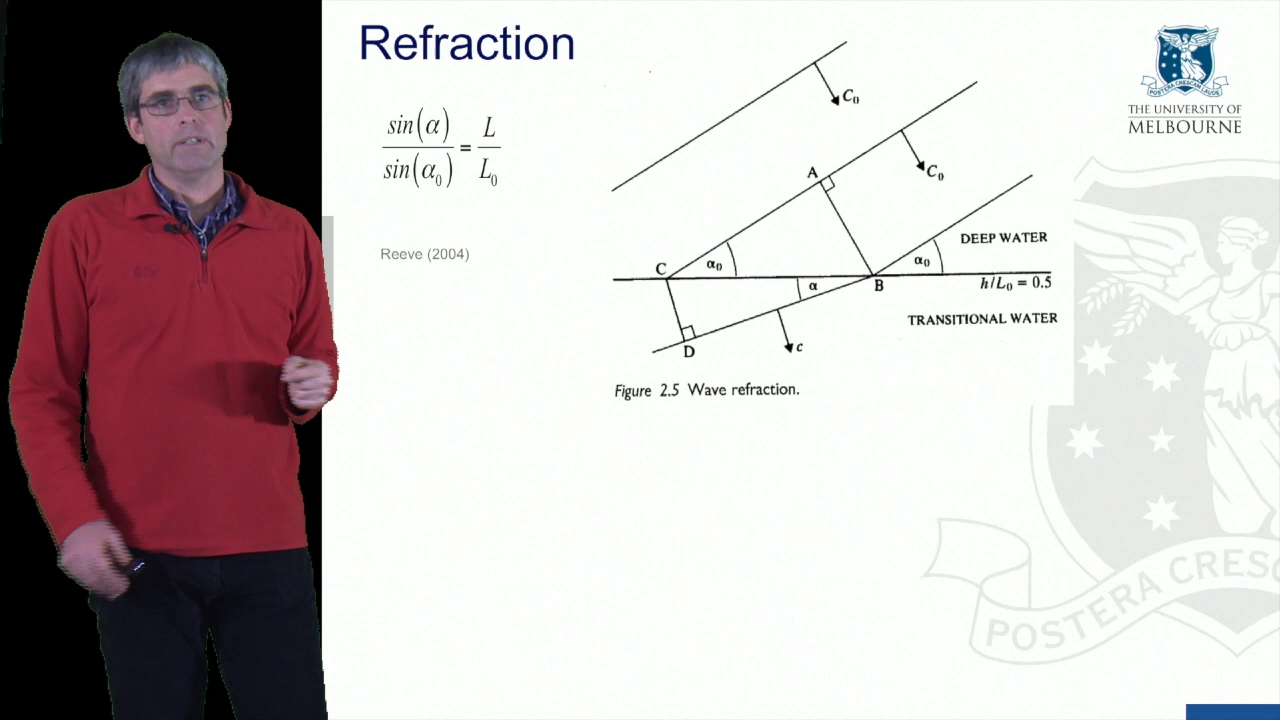 Refraction
sin(α)/sin(α₀) = L/L₀
Reeve (2004)
C₀
C₀
A
C
α₀
α₀
DEEP WATER
α
B
h/L₀ = 0.5
TRANSITIONAL WATER
D
c
Figure 2.5 Wave refraction.
POSTERA CRESCAM LAUDE
THE UNIVERSITY OF
MELBOURNE
POSTERA CRESC